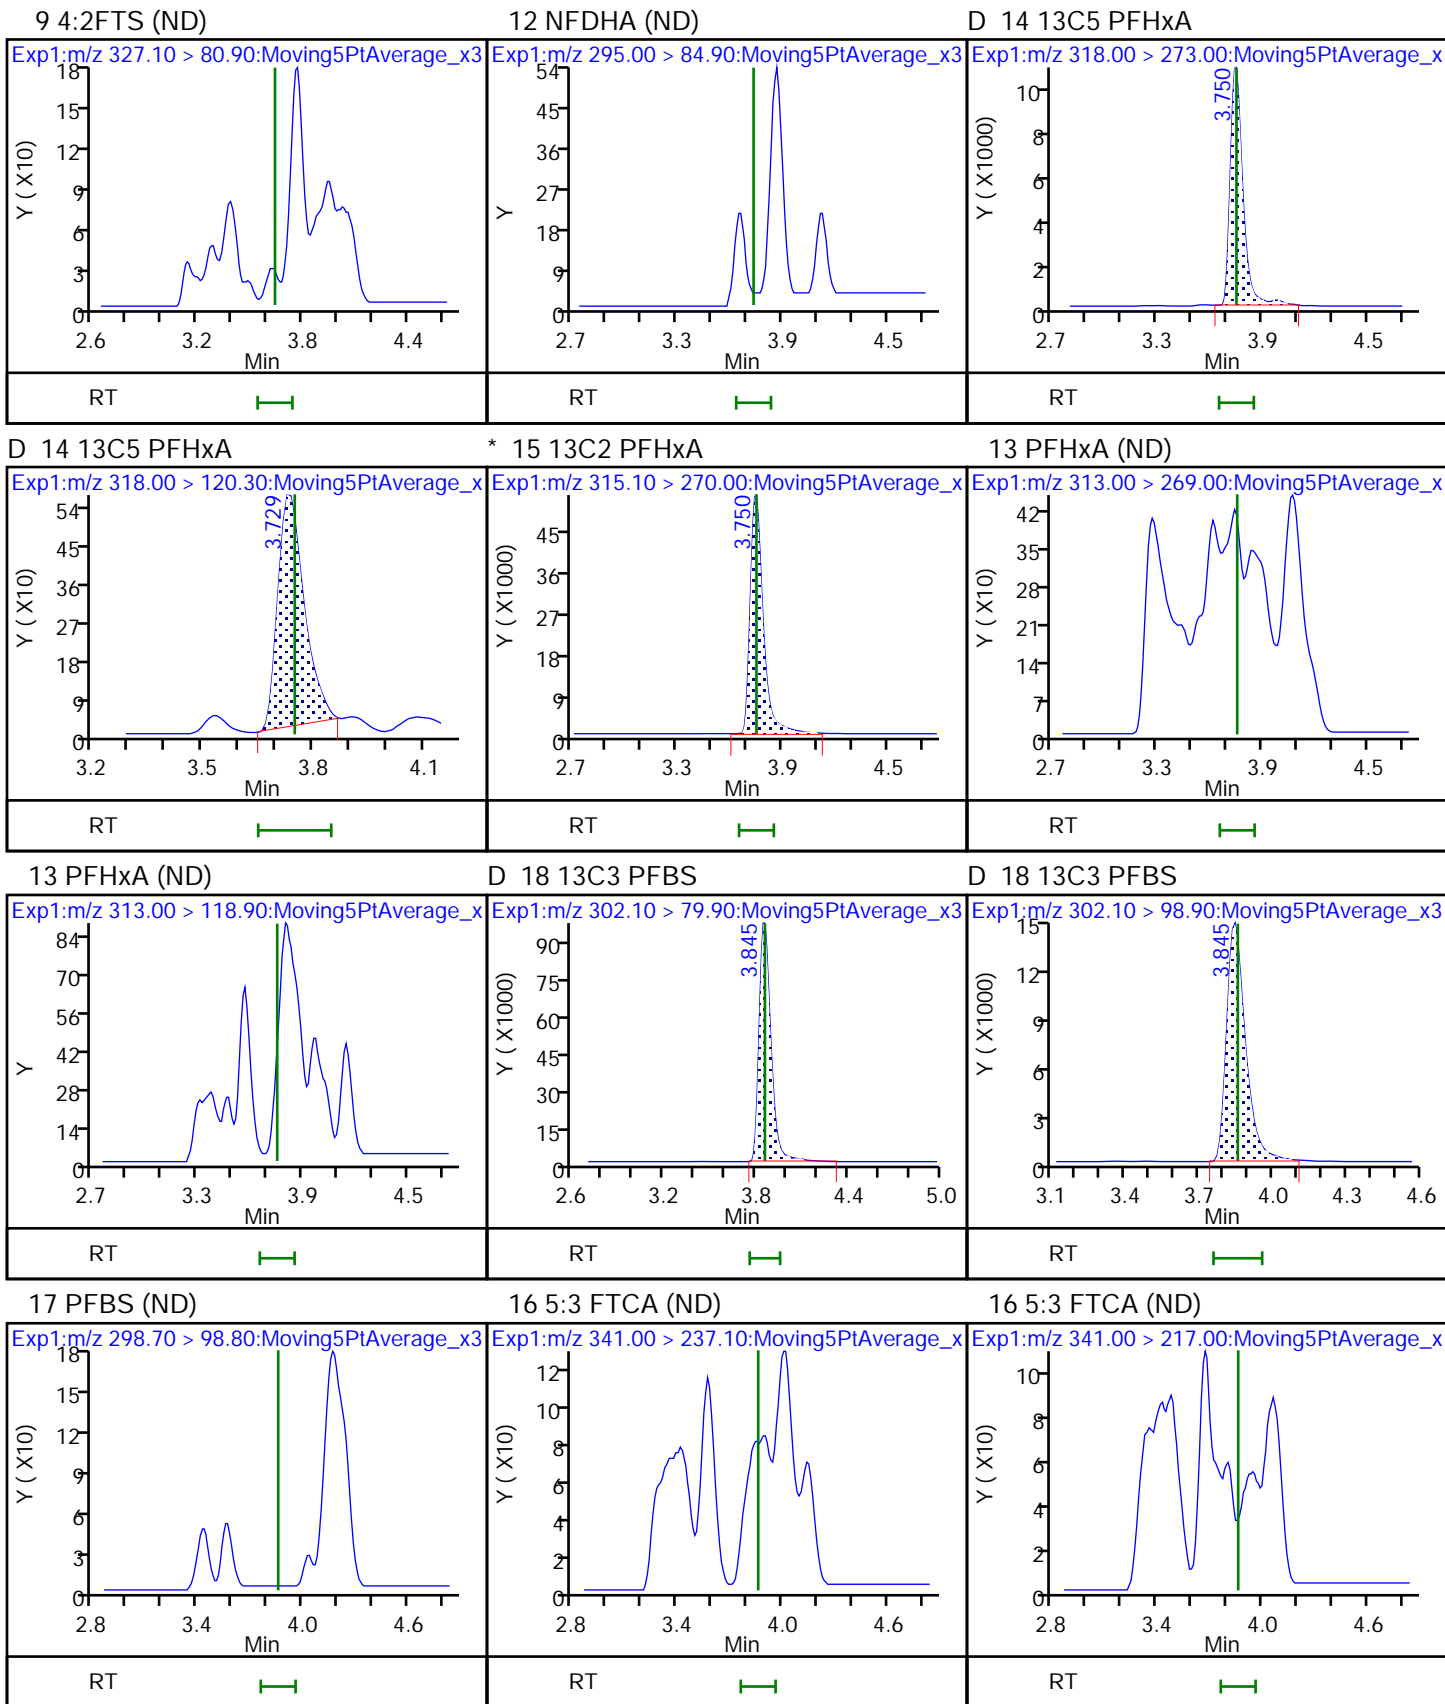 9 4:2FTS (ND)
Exp1:m/z 327.10 > 80.90:Moving5PtAverage_x3
Y ( X10)
18
15
12
9
6
3
0
2.6 3.2 3.8 4.4
Min
RT
12 NFDHA (ND)
Exp1:m/z 295.00 > 84.90:Moving5PtAverage_x3
Y
54
45
36
27
18
9
0
2.7 3.3 3.9 4.5
Min
RT
D 14 13C5 PFHxA
Exp1:m/z 318.00 > 273.00:Moving5PtAverage_x
3.750
Y ( X1000)
10
8
6
4
2
0
2.7 3.3 3.9 4.5
Min
RT
D 14 13C5 PFHxA
Exp1:m/z 318.00 > 120.30:Moving5PtAverage_x
3.729
Y ( X10)
54
45
36
27
18
9
0
3.2 3.5 3.8 4.1
Min
RT
* 15 13C2 PFHxA
Exp1:m/z 315.10 > 270.00:Moving5PtAverage_x
3.750
Y ( X1000)
45
36
27
18
9
0
2.7 3.3 3.9 4.5
Min
RT
13 PFHxA (ND)
Exp1:m/z 313.00 > 269.00:Moving5PtAverage_x
Y ( X10)
42
35
28
21
14
7
0
2.7 3.3 3.9 4.5
Min
RT
13 PFHxA (ND)
Exp1:m/z 313.00 > 118.90:Moving5PtAverage_x
Y
84
70
56
42
28
14
0
2.7 3.3 3.9 4.5
Min
RT
D 18 13C3 PFBS
Exp1:m/z 302.10 > 79.90:Moving5PtAverage_x3
3.845
Y ( X1000)
90
75
60
45
30
15
0
2.6 3.2 3.8 4.4 5.0
Min
RT
D 18 13C3 PFBS
Exp1:m/z 302.10 > 98.90:Moving5PtAverage_x3
3.845
Y ( X1000)
15
12
9
6
3
0
3.1 3.4 3.7 4.0 4.3 4.6
Min
RT
17 PFBS (ND)
Exp1:m/z 298.70 > 98.80:Moving5PtAverage_x3
Y ( X10)
18
15
12
9
6
3
0
2.8 3.4 4.0 4.6
Min
RT
16 5:3 FTCA (ND)
Exp1:m/z 341.00 > 237.10:Moving5PtAverage_x
Y ( X10)
12
10
8
6
4
2
0
2.8 3.4 4.0 4.6
Min
RT
16 5:3 FTCA (ND)
Exp1:m/z 341.00 > 217.00:Moving5PtAverage_x
Y ( X10)
10
8
6
4
2
0
2.8 3.4 4.0 4.6
Min
RT